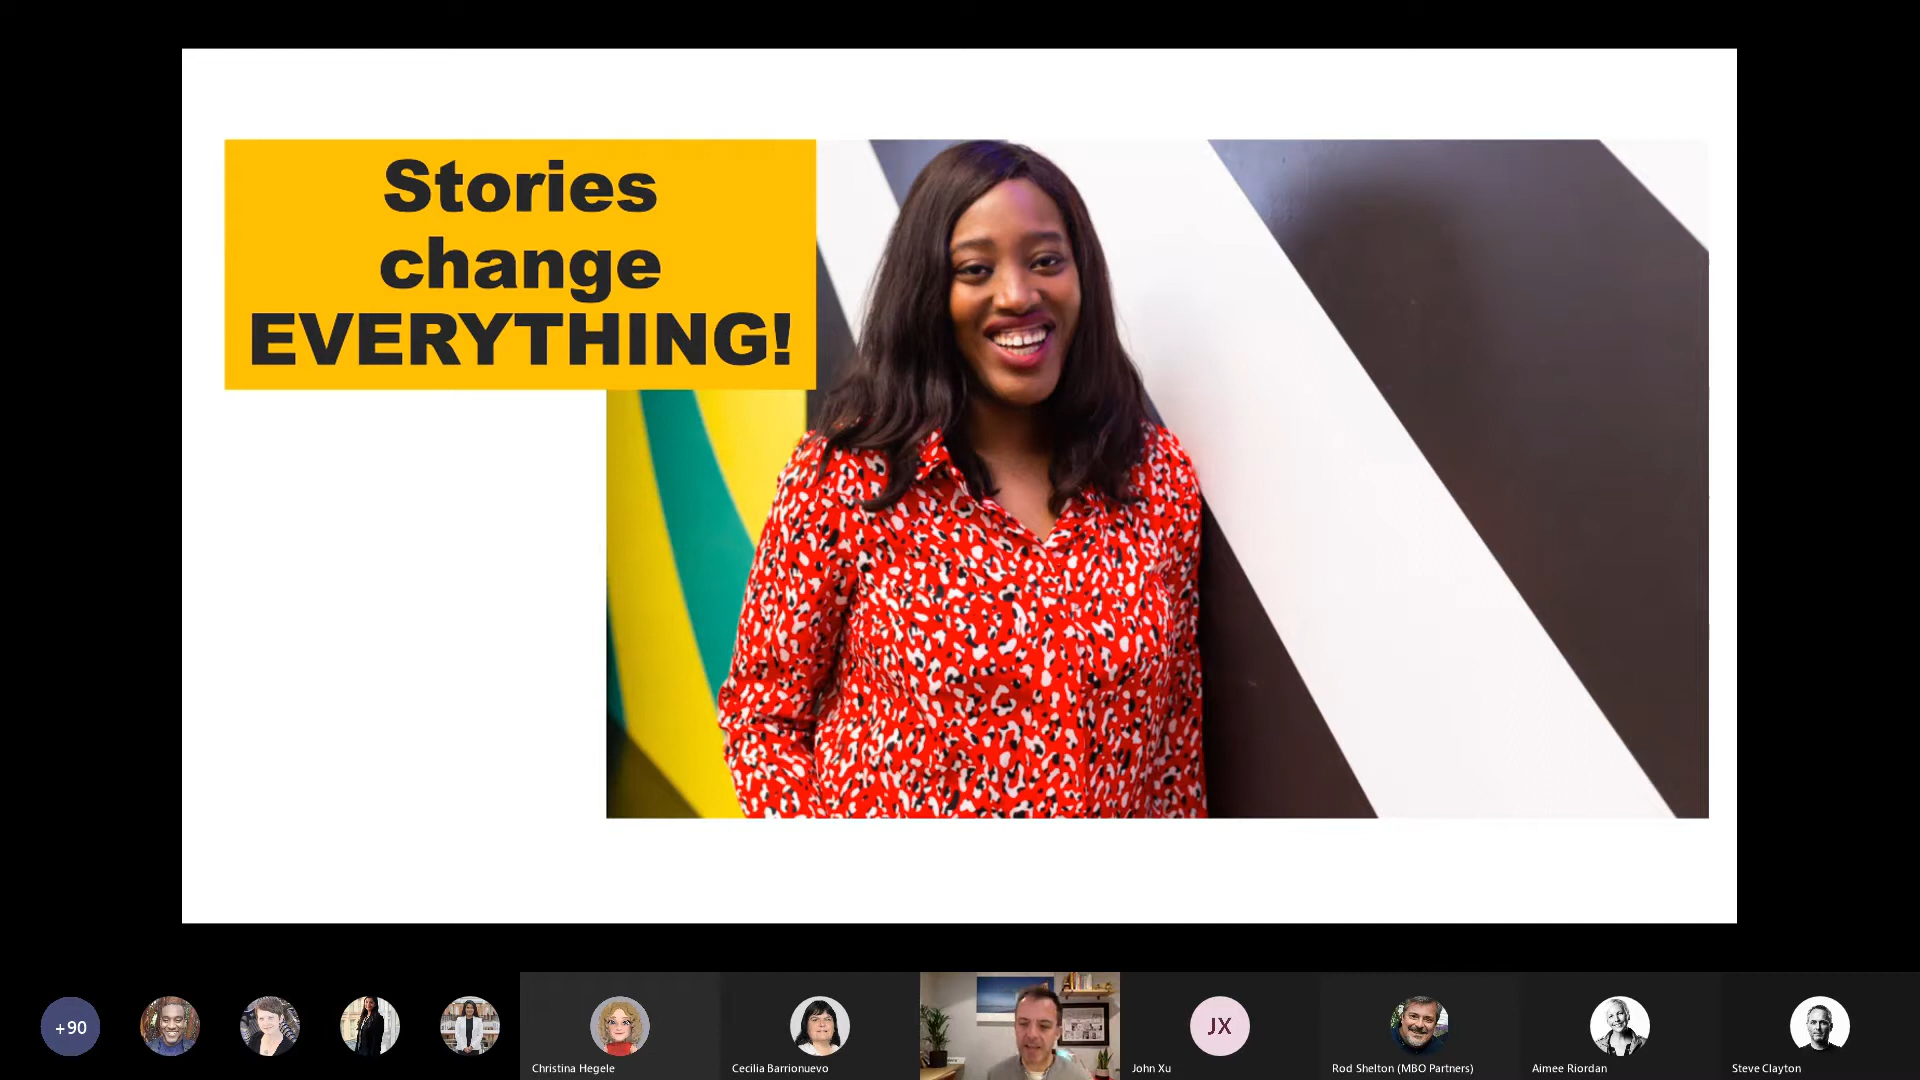 Stories
change
EVERYTHING!
+90
JX
Christina Hegele
Cecilia Barrionuevo
John Xu
Rod Shelton (MBO Partners)
Aimee Riordan
Steve Clayton